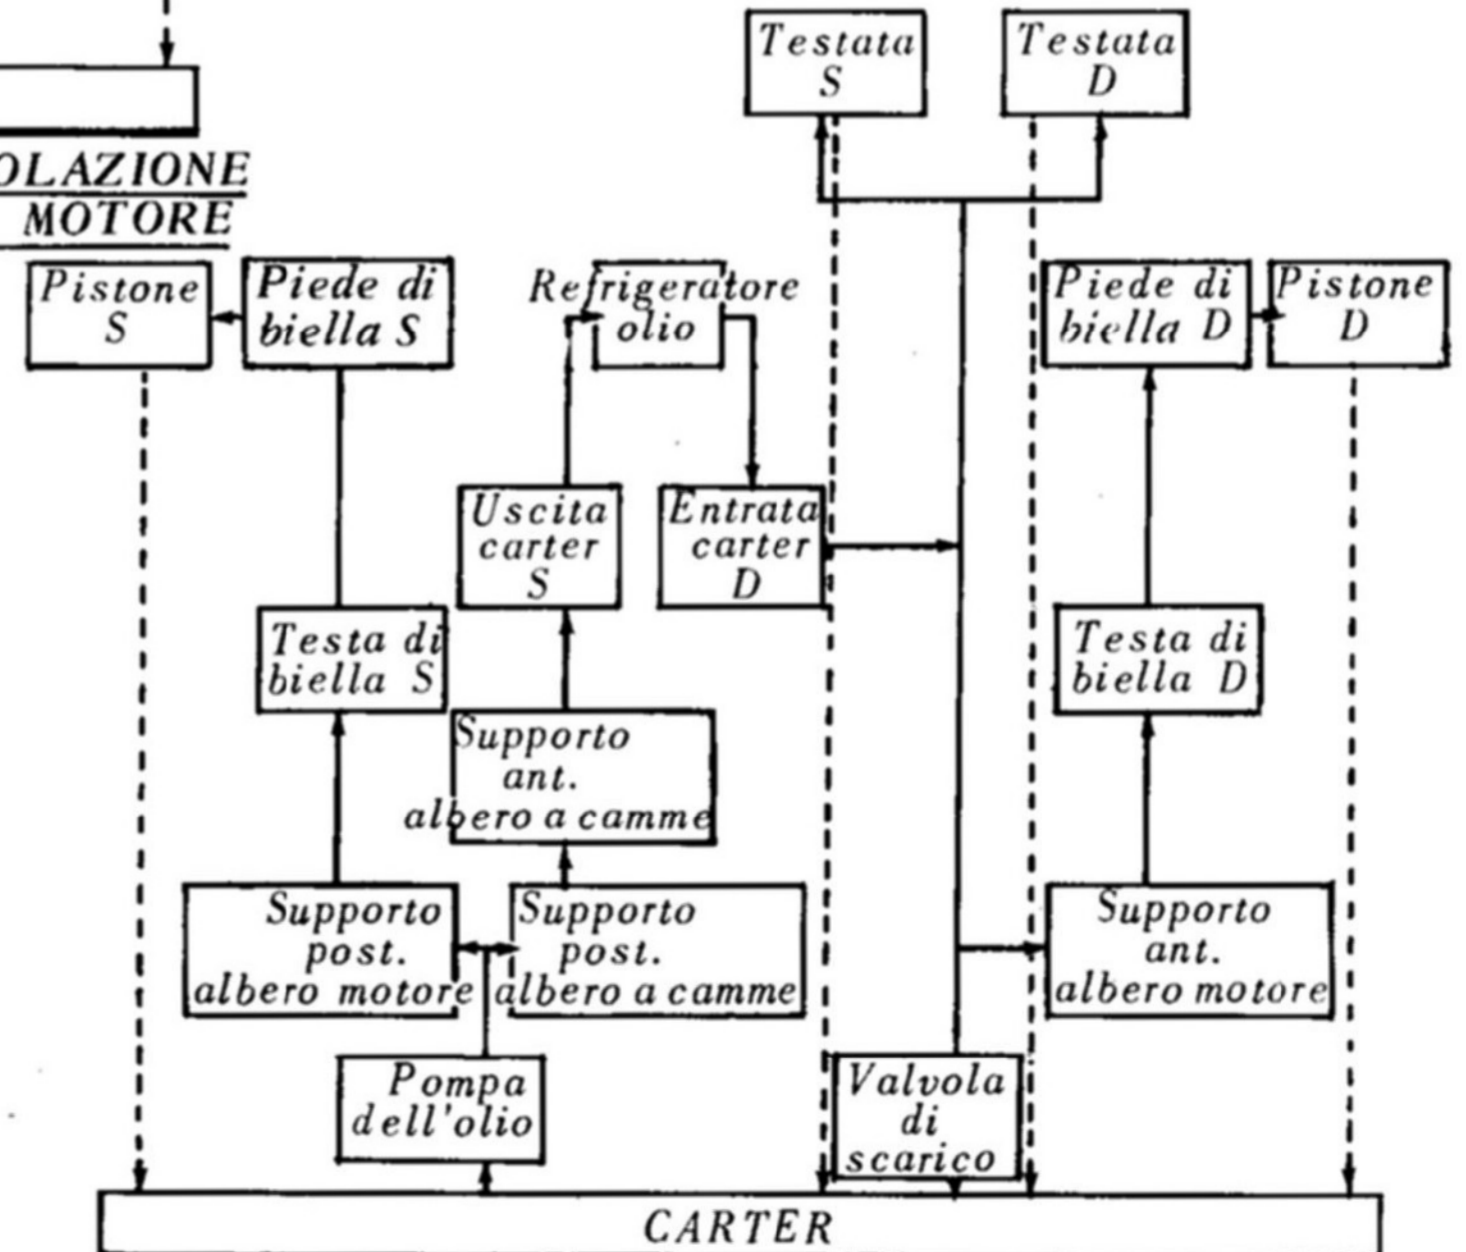 Testata
S
Testata
D
OLAZIONE
MOTORE
Pistone
S
Piede di
biella S
Refrigeratore
olio
Piede di
biella D
Pistone
D
Uscita
carter
S
Entrata
carter
D
Testa di
biella S
Testa di
biella D
Supporto
ant.
albero a camme
Supporto
post.
albero motore
Supporto
post.
albero a camme
Supporto
ant.
albero motore
Pompa
dell'olio
Valvola
di
scarico
CARTER